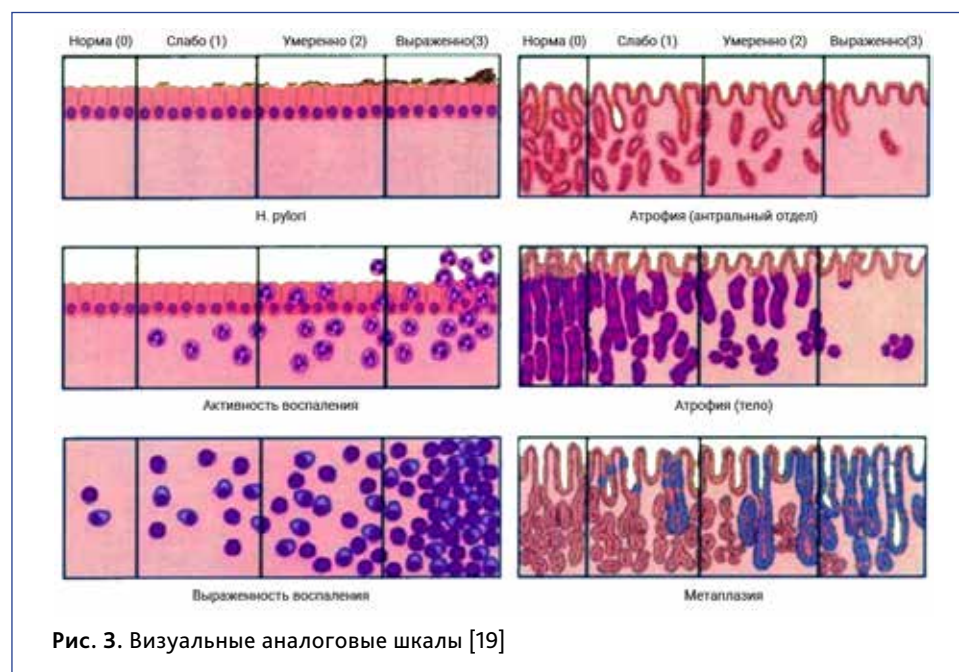 Норма (0) Слабо (1) Умеренно (2) Выраженно(3) Норма (0) Слабо (1) Умеренно (2) Выраженно(3)
H. pylori Атрофия (антральный отдел)
Активность воспаления Атрофия (тело)
Выраженность воспаления Метаплазия
Рис. 3. Визуальные аналоговые шкалы [19]